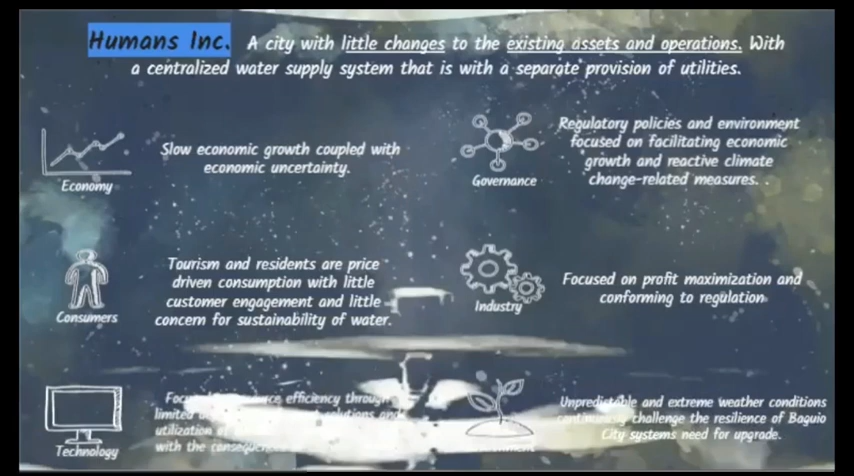 Humans Inc. A city with little changes to the existing assets and operations. With
a centralized water supply system that is with a separate provision of utilities.
Slow economic growth coupled with
economic uncertainty.
Economy
Regulatory policies and environment
focused on facilitating economic
growth and reactive climate
change-related measures. .
Governance
Tourism and residents are price
driven consumption with little
customer engagement and little
concern for sustainability of water.
Consumers
Focused on profit maximization and
conforming to regulation
Industry
efficiency through
limited solutions and
utilization of
with the
Technology
Unpredictable and extreme weather conditions
continuously challenge the resilience of Baguio
City systems need for upgrade.